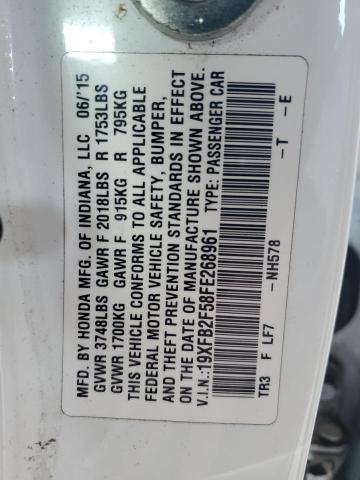 MFD. BY HONDA MFG. OF INDIANA, LLC 06/'15
GVWR 3748LBS GAWR F 2018LBS R 1753LBS
GVWR 1700KG GAWR F 915KG R 795KG
THIS VEHICLE CONFORMS TO ALL APPLICABLE
FEDERAL MOTOR VEHICLE SAFETY, BUMPER,
AND THEFT PREVENTION STANDARDS IN EFFECT
ON THE DATE OF MANUFACTURE SHOWN ABOVE.
V.I.N.:19XFB2F58FE268961 TYPE: PASSENGER CAR
TR3 F LF7 -NH578 -T -E